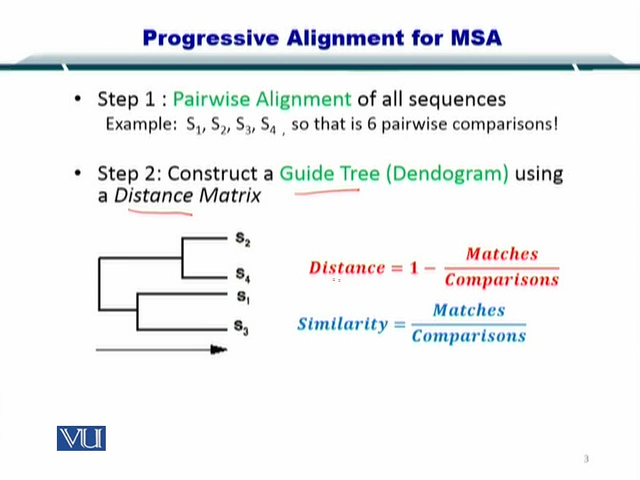 Progressive Alignment for MSA
• Step 1 : Pairwise Alignment of all sequences
Example: S₁, S₂, S₃, S₄ , so that is 6 pairwise comparisons!
• Step 2: Construct a Guide Tree (Dendogram) using
a Distance Matrix
S₂
S₄
S₁
S₃
Distance = 1 − Matches / Comparisons
Similarity = Matches / Comparisons
VU
3